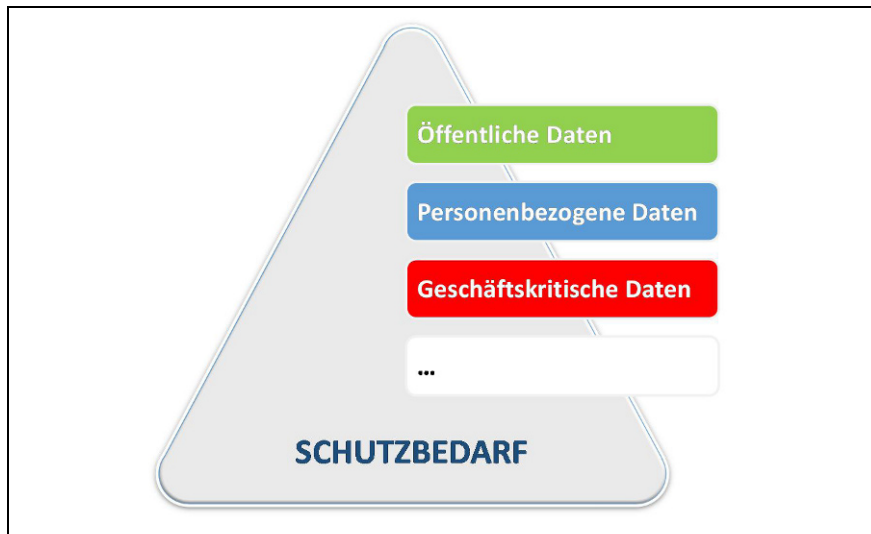 Öffentliche Daten
Personenbezogene Daten
Geschäftskritische Daten
...
SCHUTZBEDARF